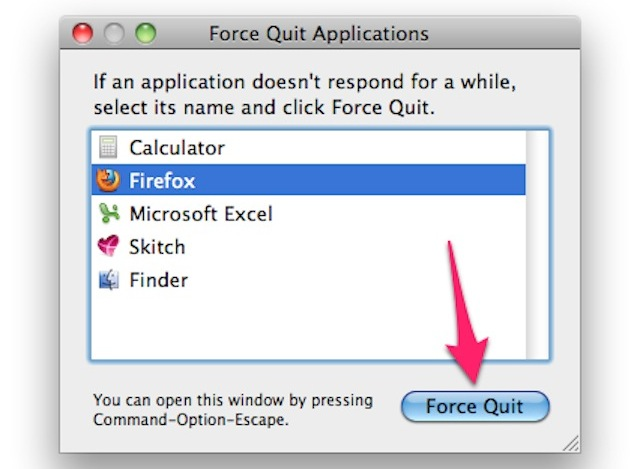 Force Quit Applications
If an application doesn't respond for a while,
select its name and click Force Quit.
Calculator
Firefox
Microsoft Excel
Skitch
Finder
You can open this window by pressing
Command-Option-Escape.
Force Quit